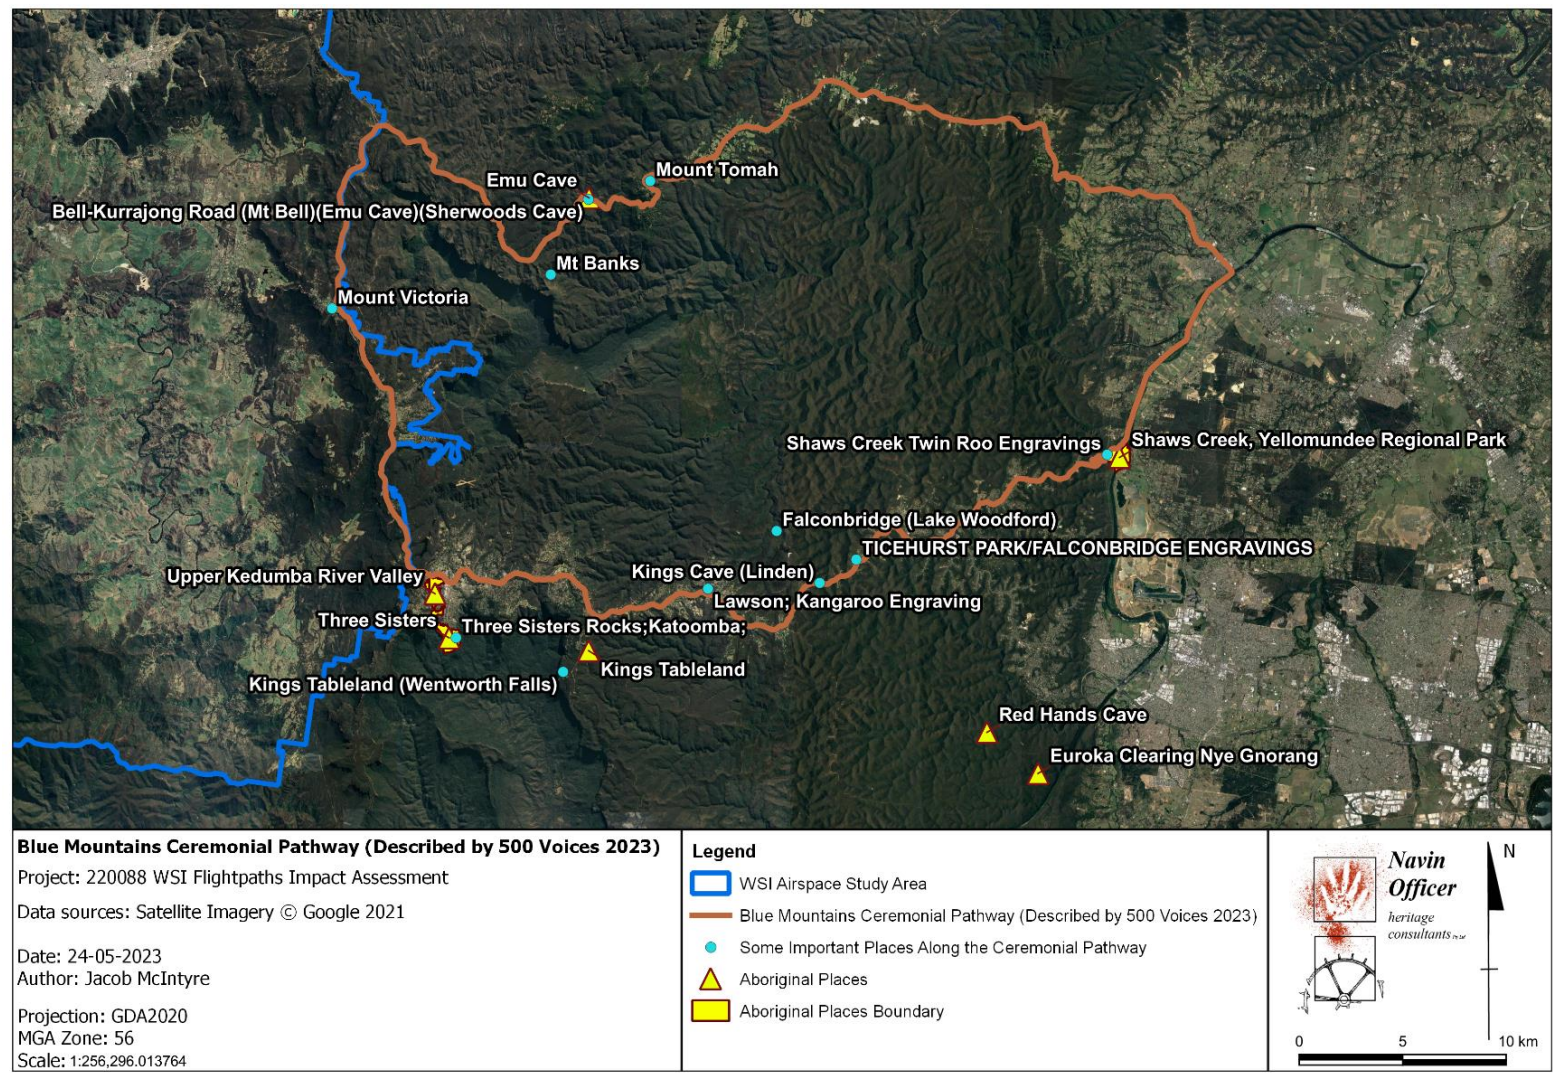 Mount Tomah
Emu Cave
Bell-Kurrajong Road (Mt Bell)(Emu Cave)(Sherwoods Cave)
Mt Banks
Mount Victoria
Shaws Creek Twin Roo Engravings
Shaws Creek, Yellomundee Regional Park
Falconbridge (Lake Woodford)
TICEHURST PARK/FALCONBRIDGE ENGRAVINGS
Upper Kedumba River Valley
Kings Cave (Linden)
Lawson; Kangaroo Engraving
Three Sisters
Three Sisters Rocks;Katoomba;
Kings Tableland
Kings Tableland (Wentworth Falls)
Red Hands Cave
Euroka Clearing Nye Gnorang
Blue Mountains Ceremonial Pathway (Described by 500 Voices 2023)
Project: 220088 WSI Flightpaths Impact Assessment
Data sources: Satellite Imagery © Google 2021
Date: 24-05-2023
Author: Jacob McIntyre
Projection: GDA2020
MGA Zone: 56
Scale: 1:256,296.013764
Legend
WSI Airspace Study Area
Blue Mountains Ceremonial Pathway (Described by 500 Voices 2023)
Some Important Places Along the Ceremonial Pathway
Aboriginal Places
Aboriginal Places Boundary
Navin
Officer
heritage
consultants
N
0 5 10 km